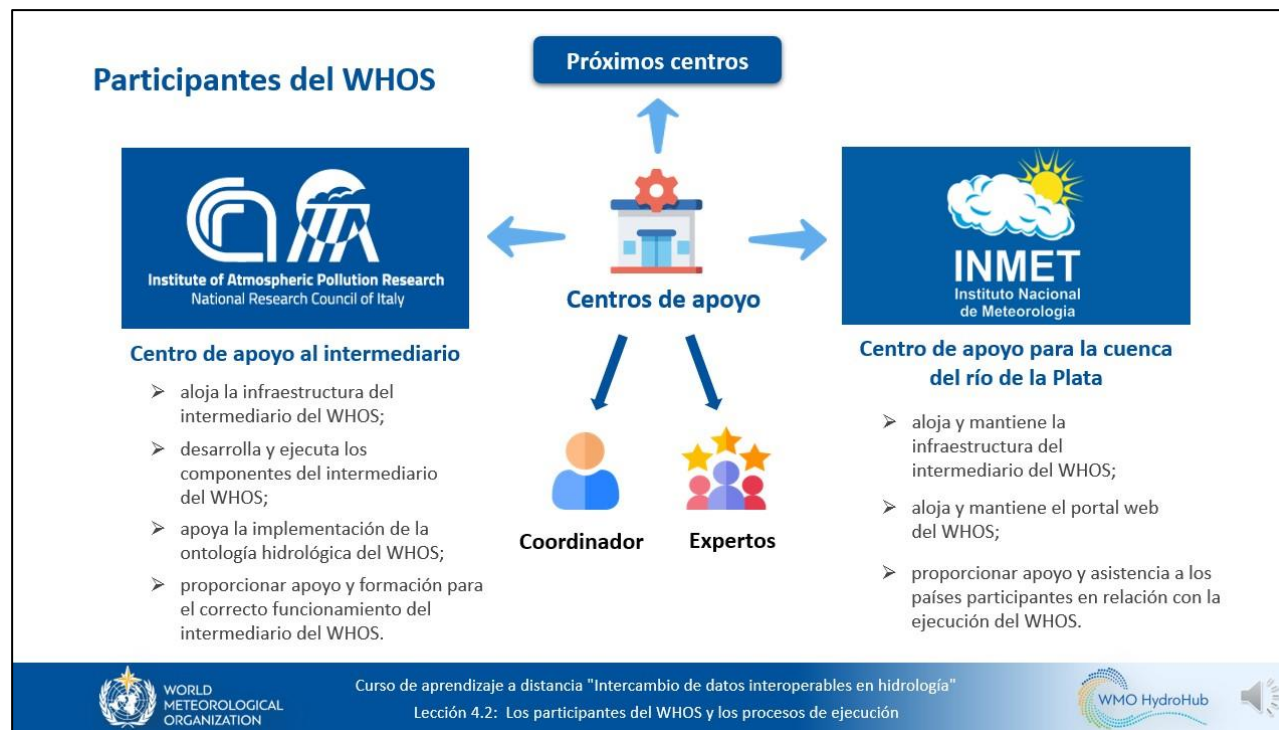 Participantes del WHOS
Próximos centros
Institute of Atmospheric Pollution Research
National Research Council of Italy
Centro de apoyo al intermediario
➢ aloja la infraestructura del
intermediario del WHOS;
➢ desarrolla y ejecuta los
componentes del intermediario
del WHOS;
➢ apoya la implementación de la
ontología hidrológica del WHOS;
➢ proporcionar apoyo y formación para
el correcto funcionamiento del
intermediario del WHOS.
Centros de apoyo
Coordinador
Expertos
INMET
Instituto Nacional
de Meteorologia
Centro de apoyo para la cuenca
del río de la Plata
➢ aloja y mantiene la
infraestructura del
intermediario del WHOS;
➢ aloja y mantiene el portal web
del WHOS;
➢ proporcionar apoyo y asistencia a los
países participantes en relación con la
ejecución del WHOS.
WORLD
METEOROLOGICAL
ORGANIZATION
Curso de aprendizaje a distancia "Intercambio de datos interoperables en hidrología"
Lección 4.2: Los participantes del WHOS y los procesos de ejecución
WMO HydroHub